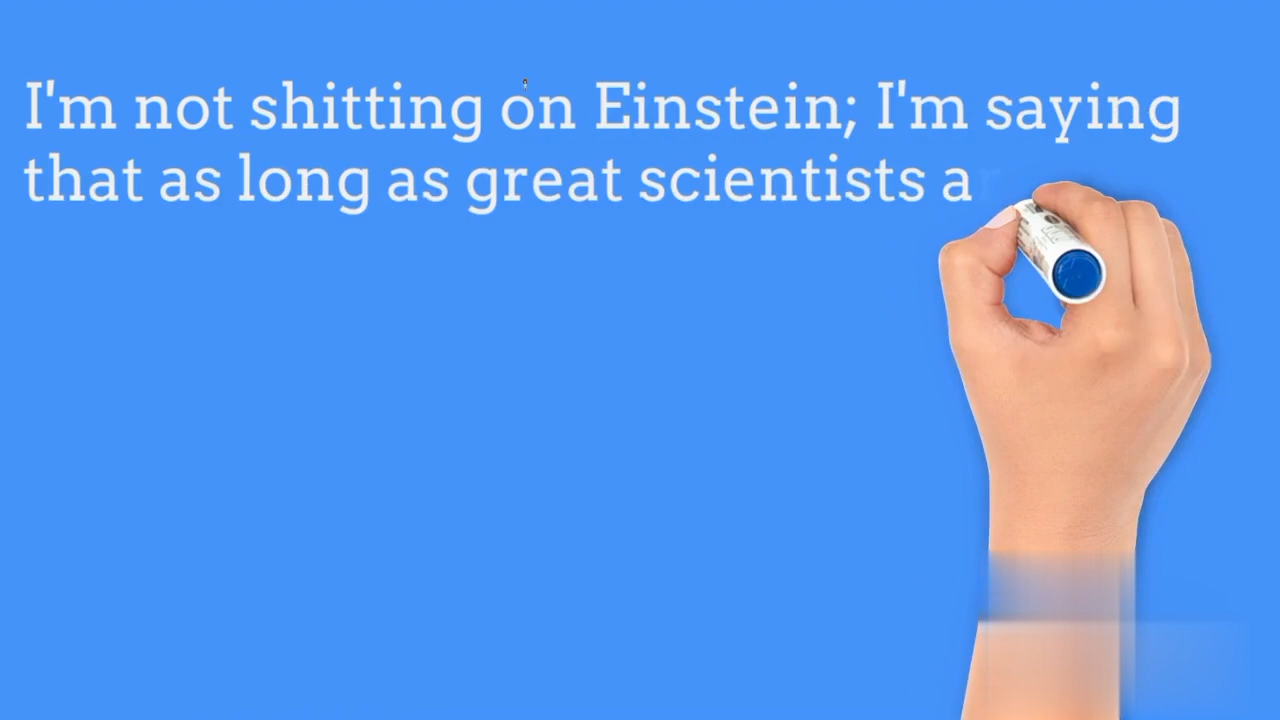 I'm not shitting on Einstein; I'm saying
that as long as great scientists a